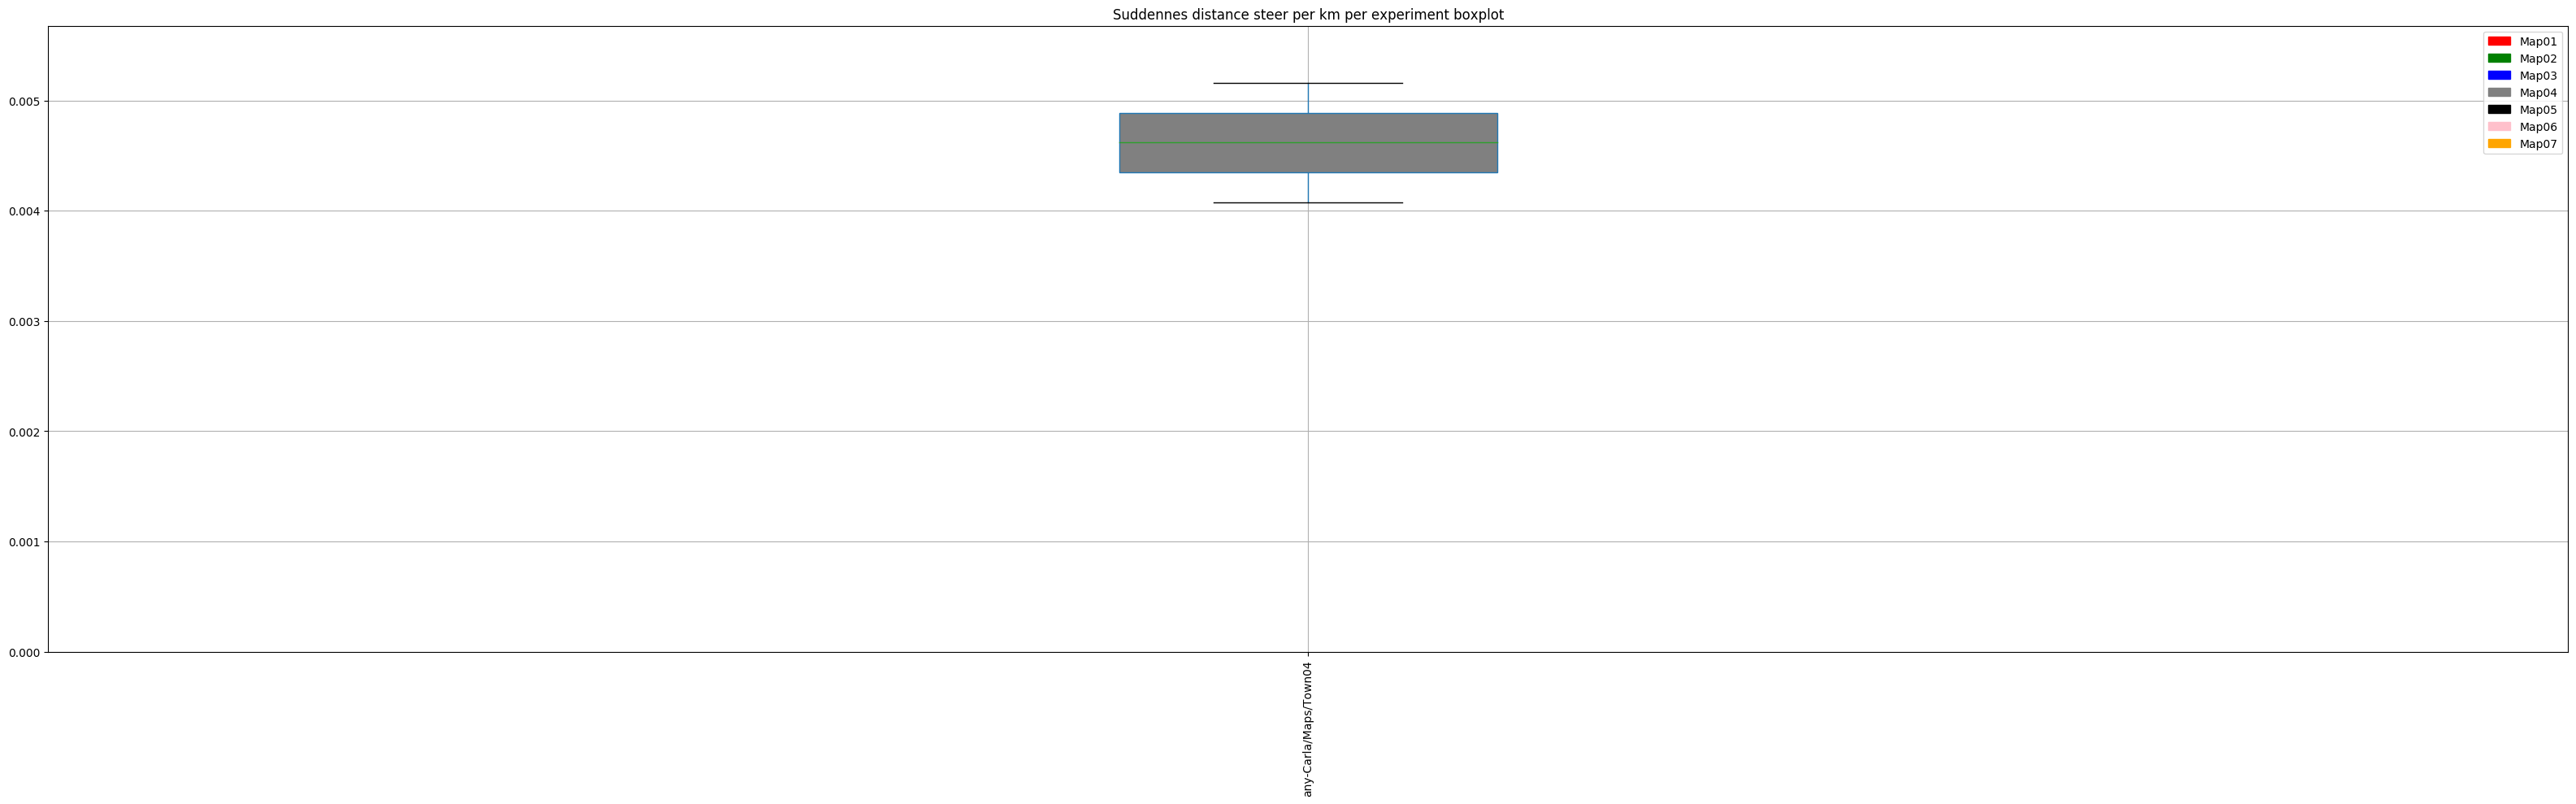 Suddennes distance steer per km per experiment boxplot
Map01
Map02
Map03
Map04
Map05
Map06
Map07
0.005
0.004
0.003
0.002
0.001
0.000
any-Carla/Maps/Town04